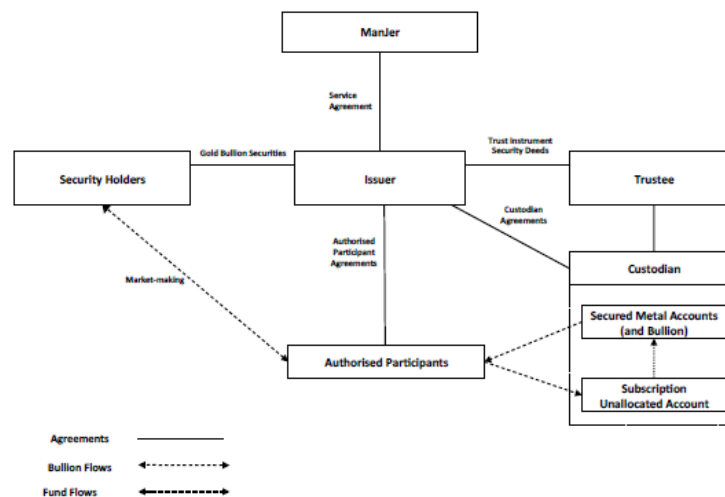 ManJer
Service
Agreement
Gold Bullion Securities
Trust Instrument
Security Deeds
Security Holders
Issuer
Trustee
Custodian
Agreements
Authorised
Participant
Agreements
Market-making
Custodian
Secured Metal Accounts
(and Bullion)
Authorised Participants
Subscription
Unallocated Account
Agreements
Bullion Flows
Fund Flows